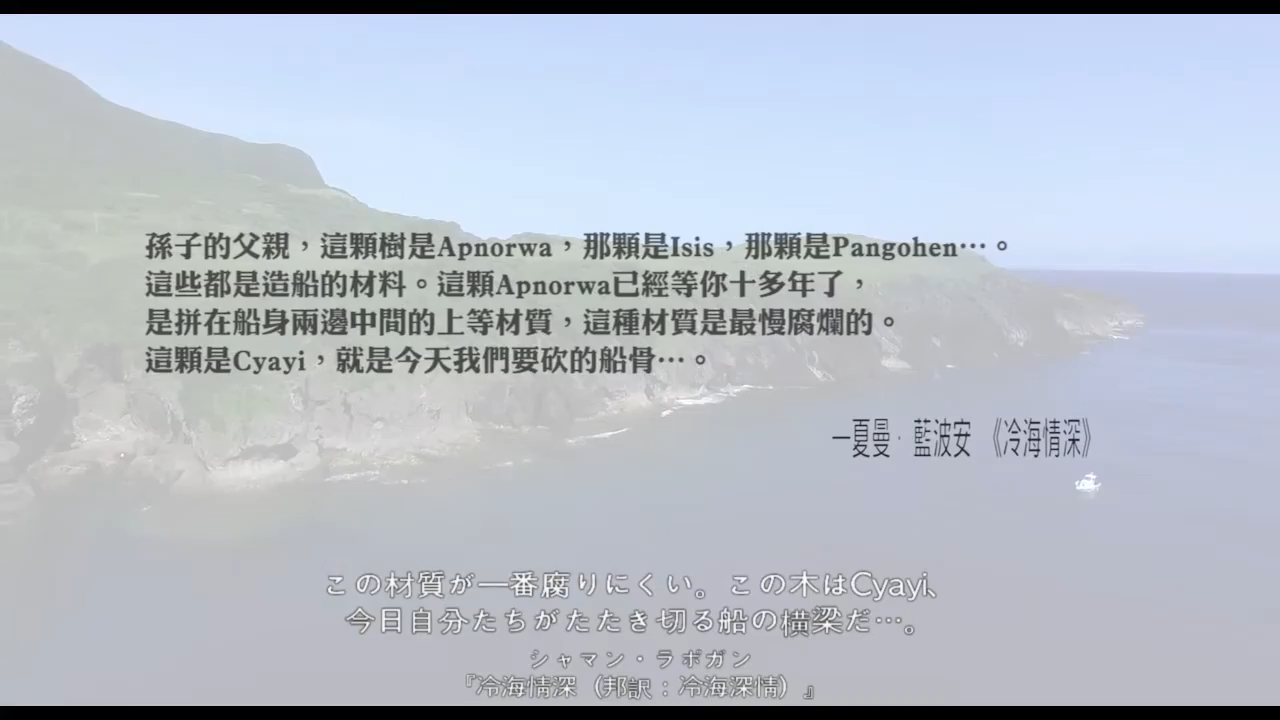 孫子的父親，這顆樹是Apnorwa，那顆是Isis，那顆是Pangohen…。
這些都是造船的材料。這顆Apnorwa已經等你十多年了，
是拼在船身兩邊中間的上等材質，這種材質是最慢腐爛的。
這顆是Cyayi，就是今天我們要砍的船骨…。
—夏曼·藍波安 《冷海情深》
この材質が一番腐りにくい。この木はCyayi、
今日自分たちがたたき切る船の横梁だ…。
シャマン・ラポガン
『冷海情深（邦訳：冷海深情）』